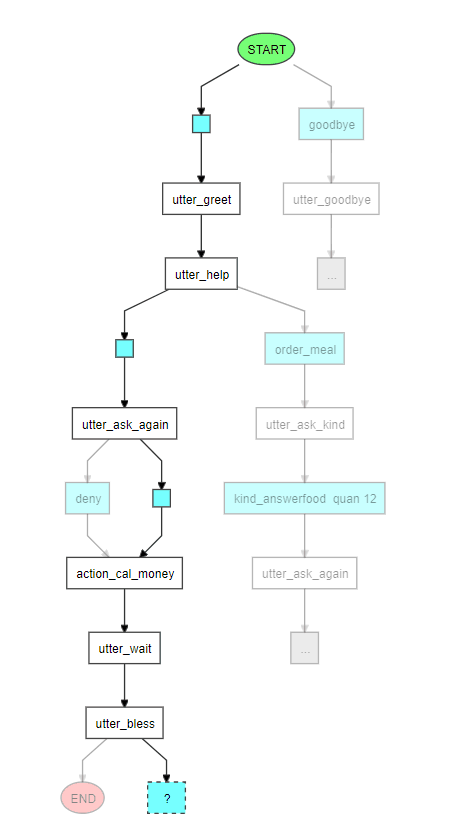 START
goodbye
utter_greet
utter_goodbye
utter_help
...
order_meal
utter_ask_again
utter_ask_kind
deny
kind_answerfood quan 12
action_cal_money
utter_ask_again
utter_wait
...
utter_bless
END
?